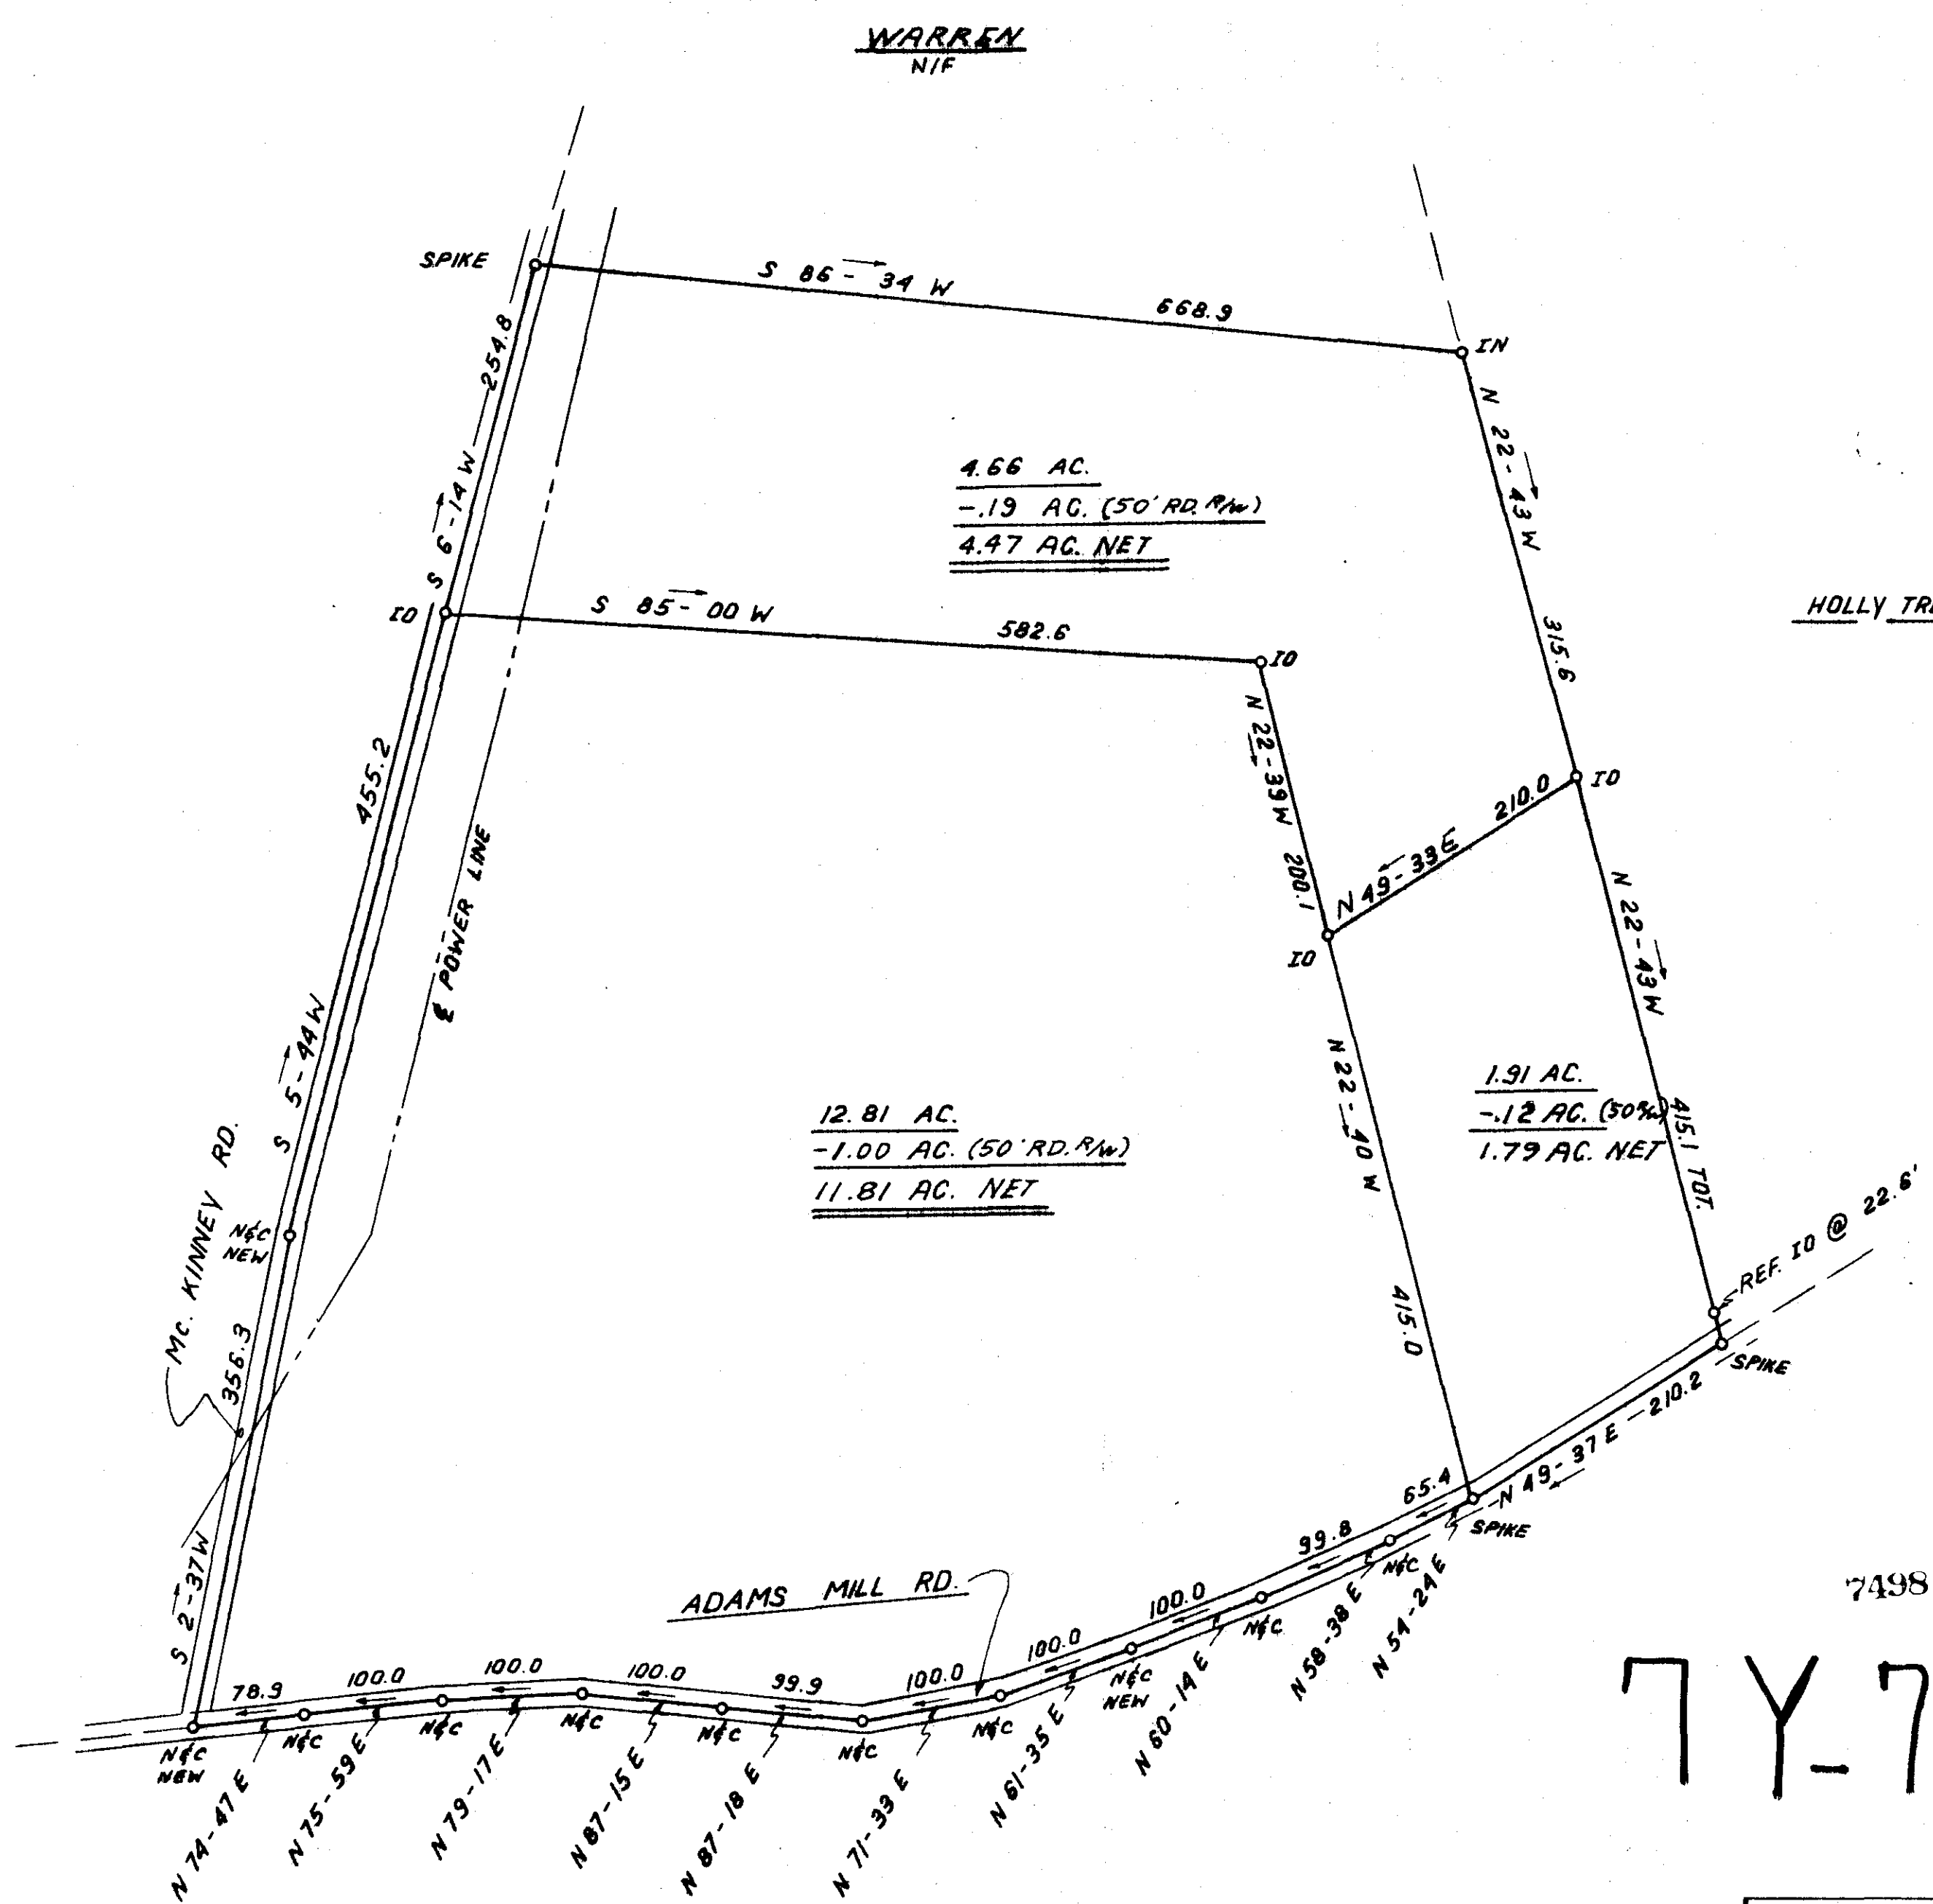 WARREN
N/F
SPIKE
S 86-34 W
668.9
IN
254.8
S 6-14 W
N 22-43 W
315.6
4.66 AC.
-.19 AC. (50' RD. R/W)
4.47 AC. NET
IO
S 85-00 W
582.6
IO
HOLLY TR
N 22-39 W
200.1
N 49-33 E
210.0
IO
IO
455.2
S 5-44 W
℄ POWER LINE
N 22-43 W
415.1 TOT.
N 22-40 W
415.0
1.91 AC.
-.12 AC. (50 R/W)
1.79 AC. NET
12.81 AC.
-1.00 AC. (50' RD. R/W)
11.81 AC. NET
MC. KINNEY RD.
N&C
NEW
356.3
S 2-37 W
REF. IO @ 22.6'
SPIKE
N 49-37 E
210.2
SPIKE
65.4
99.8
100.0
100.0
100.0
99.9
100.0
100.0
100.0
78.9
ADAMS MILL RD.
N&C
N&C
N&C
NEW
N&C
N&C
N&C
N&C
N&C
N&C
N&C
NEW
N 74-47 E
N 75-59 E
N 79-17 E
N 87-15 E
N 87-18 E
N 71-33 E
N 61-35 E
N 60-14 E
N 58-38 E
N 54-24 E
7498
7Y-7